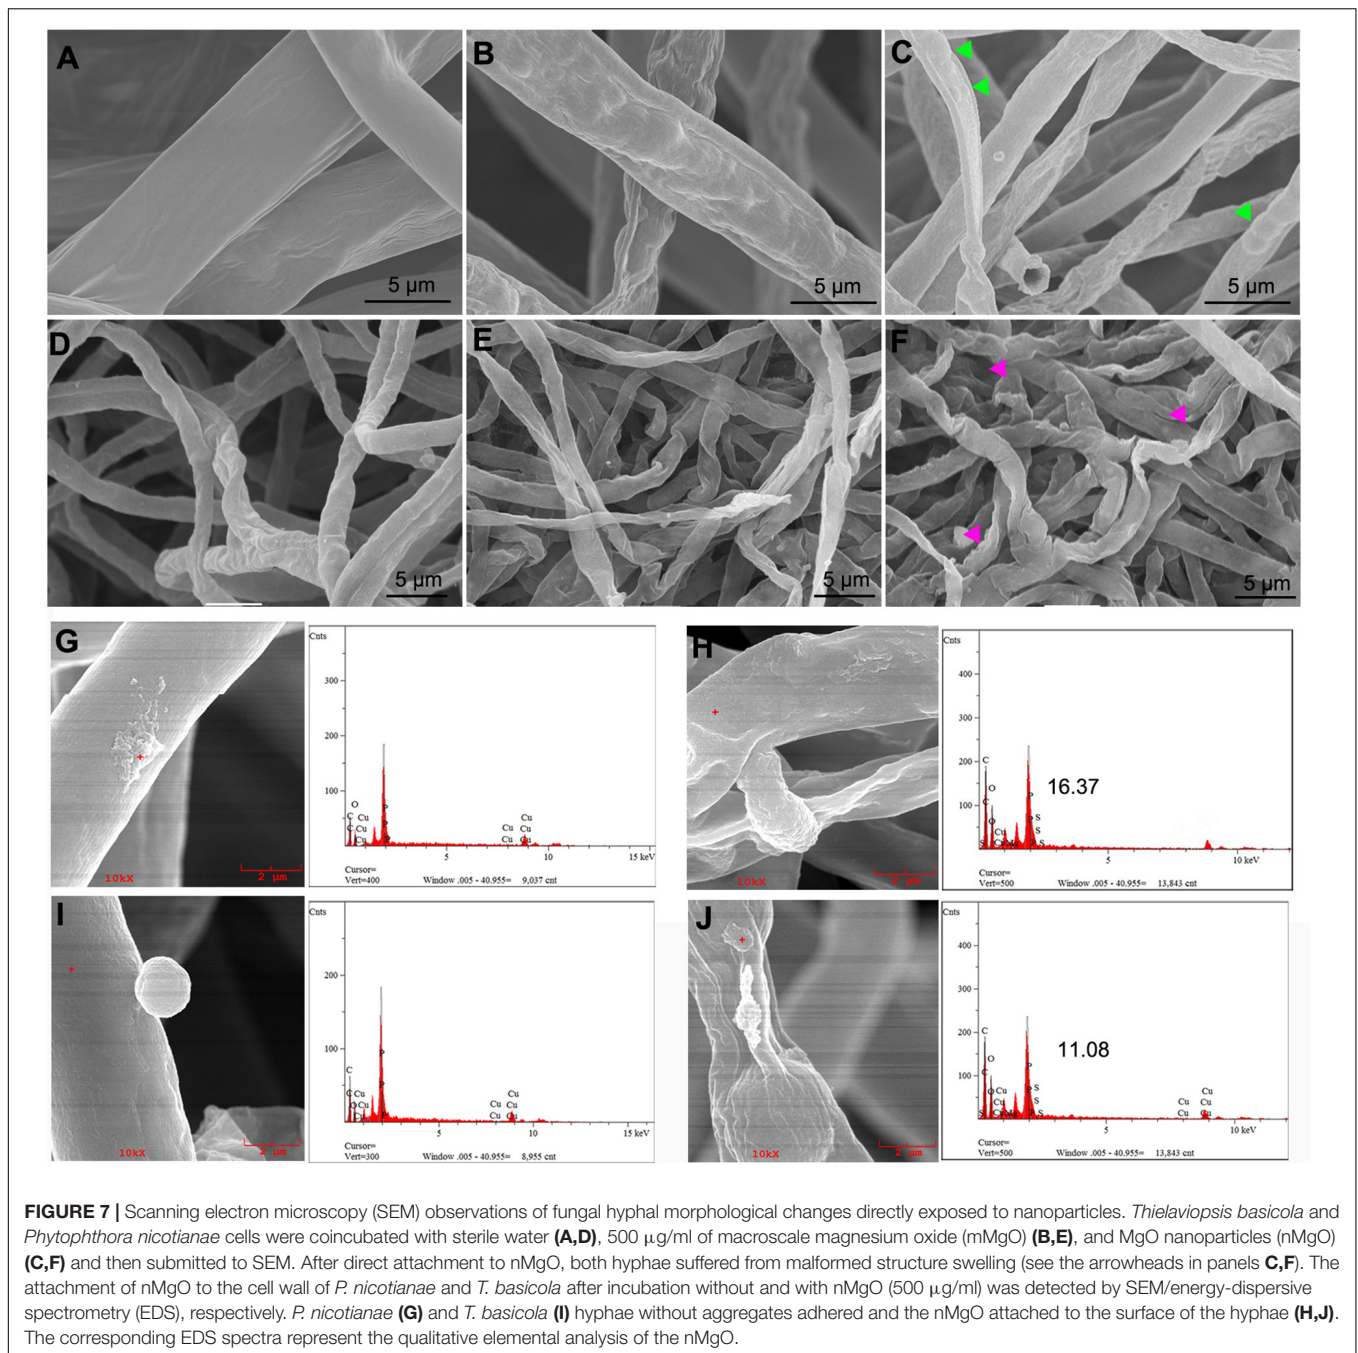 A
B
C
5 µm
5 µm
5 µm
D
E
F
5 µm
5 µm
5 µm
G
10kX
2 µm
Cnts
300
200
100
O
C Cu
C Cu
P
P
Cu
Cu Cu
Cu Cu
5
15 keV
Cursor=
Vert=400 Window .005 - 40.955= 9,037 cnt
H
10kX
2 µm
Cnts
400
300
200
100
C
O
C
O Cu
16.37
P S
P S
P S
5
10 keV
Cursor=
Vert=500 Window .005 - 40.955= 13,843 cnt
I
10kX
2 µm
Cnts
200
100
C
C Cu
O Cu
P
P
Cu
Cu Cu
Cu Cu
5
10
15 keV
Cursor=
Vert=300 Window .005 - 40.955= 8,955 cnt
J
10kX
2 µm
Cnts
400
300
200
100
C
O
C
O Cu
11.08
P S
P S
P S
Cu
Cu Cu
Cu Cu
5
10 keV
Cursor=
Vert=500 Window .005 - 40.955= 13,843 cnt
FIGURE 7 | Scanning electron microscopy (SEM) observations of fungal hyphal morphological changes directly exposed to nanoparticles. Thielaviopsis basicola and
Phytophthora nicotianae cells were coincubated with sterile water (A,D), 500 µg/ml of macroscale magnesium oxide (mMgO) (B,E), and MgO nanoparticles (nMgO)
(C,F) and then submitted to SEM. After direct attachment to nMgO, both hyphae suffered from malformed structure swelling (see the arrowheads in panels C,F). The
attachment of nMgO to the cell wall of P. nicotianae and T. basicola after incubation without and with nMgO (500 µg/ml) was detected by SEM/energy-dispersive
spectrometry (EDS), respectively. P. nicotianae (G) and T. basicola (I) hyphae without aggregates adhered and the nMgO attached to the surface of the hyphae (H,J).
The corresponding EDS spectra represent the qualitative elemental analysis of the nMgO.